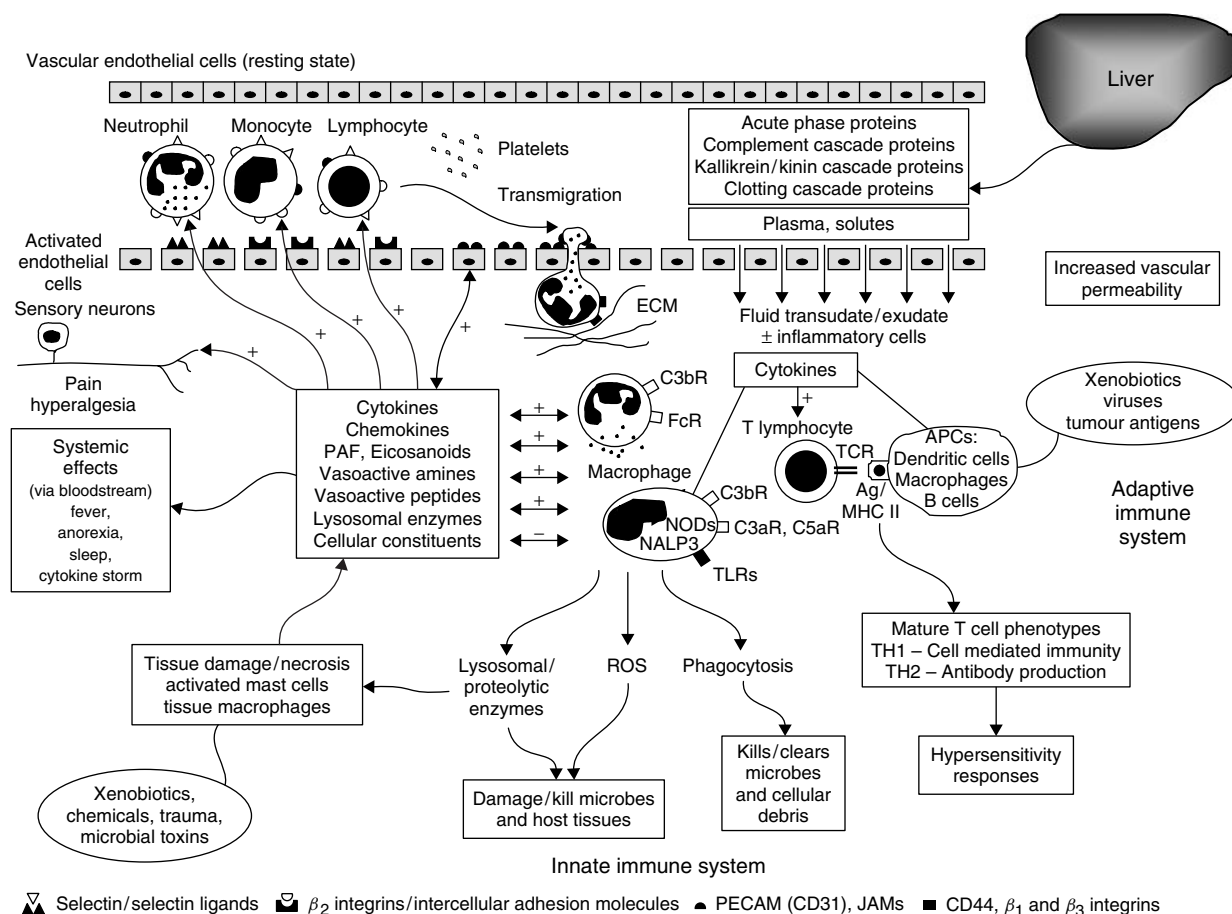 Vascular endothelial cells (resting state)
Liver
Neutrophil
Monocyte
Lymphocyte
Platelets
Transmigration
Acute phase proteins
Complement cascade proteins
Kallikrein/kinin cascade proteins
Clotting cascade proteins
Plasma, solutes
Activated
endothelial
cells
Increased vascular
permeability
Sensory neurons
+
+
+
+
+
ECM
Fluid transudate/exudate
± inflammatory cells
Pain
hyperalgesia
Cytokines
+
Xenobiotics
viruses
tumour antigens
C3bR
FcR
Macrophage
T lymphocyte
TCR
Ag/
MHC II
APCs:
Dendritic cells
Macrophages
B cells
Systemic
effects
(via bloodstream)
fever,
anorexia,
sleep,
cytokine storm
Cytokines
Chemokines
PAF, Eicosanoids
Vasoactive amines
Vasoactive peptides
Lysosomal enzymes
Cellular constituents
+
+
+
+
−
C3bR
NODs
NALP3
C3aR, C5aR
TLRs
Adaptive
immune
system
Tissue damage/necrosis
activated mast cells
tissue macrophages
Lysosomal/
proteolytic
enzymes
ROS
Phagocytosis
Mature T cell phenotypes
TH1 – Cell mediated immunity
TH2 – Antibody production
Xenobiotics,
chemicals, trauma,
microbial toxins
Damage/kill microbes
and host tissues
Kills/clears
microbes
and cellular
debris
Hypersensitivity
responses
Innate immune system
Selectin/selectin ligands
β2 integrins/intercellular adhesion molecules
PECAM (CD31), JAMs
CD44, β1 and β3 integrins